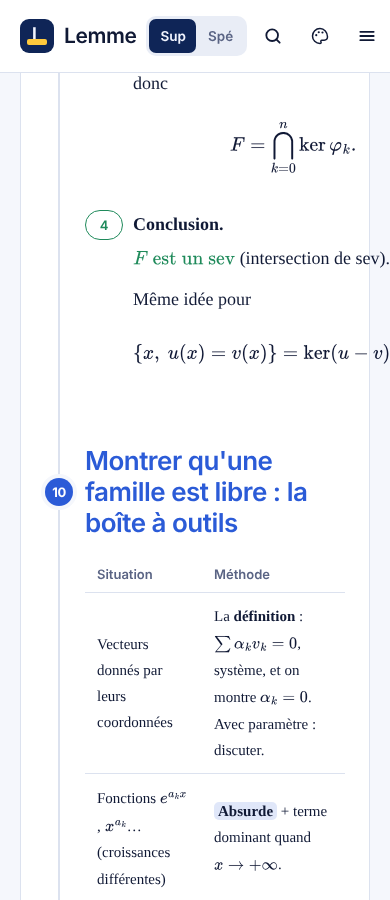 Lemme Sup Spé
donc
F = ⋂_{k=0}^{n} ker φ_k.
4 Conclusion.
F est un sev (intersection de sev).
Même idée pour
{x, u(x) = v(x)} = ker(u − v)
10
Montrer qu'une
famille est libre : la
boîte à outils
Situation Méthode
Vecteurs
donnés par
leurs
coordonnées
La définition :
∑ α_k v_k = 0,
système, et on
montre α_k = 0.
Avec paramètre :
discuter.
Fonctions e^{a_k x}
, x^{a_k}…
(croissances
différentes)
Absurde + terme
dominant quand
x → +∞.